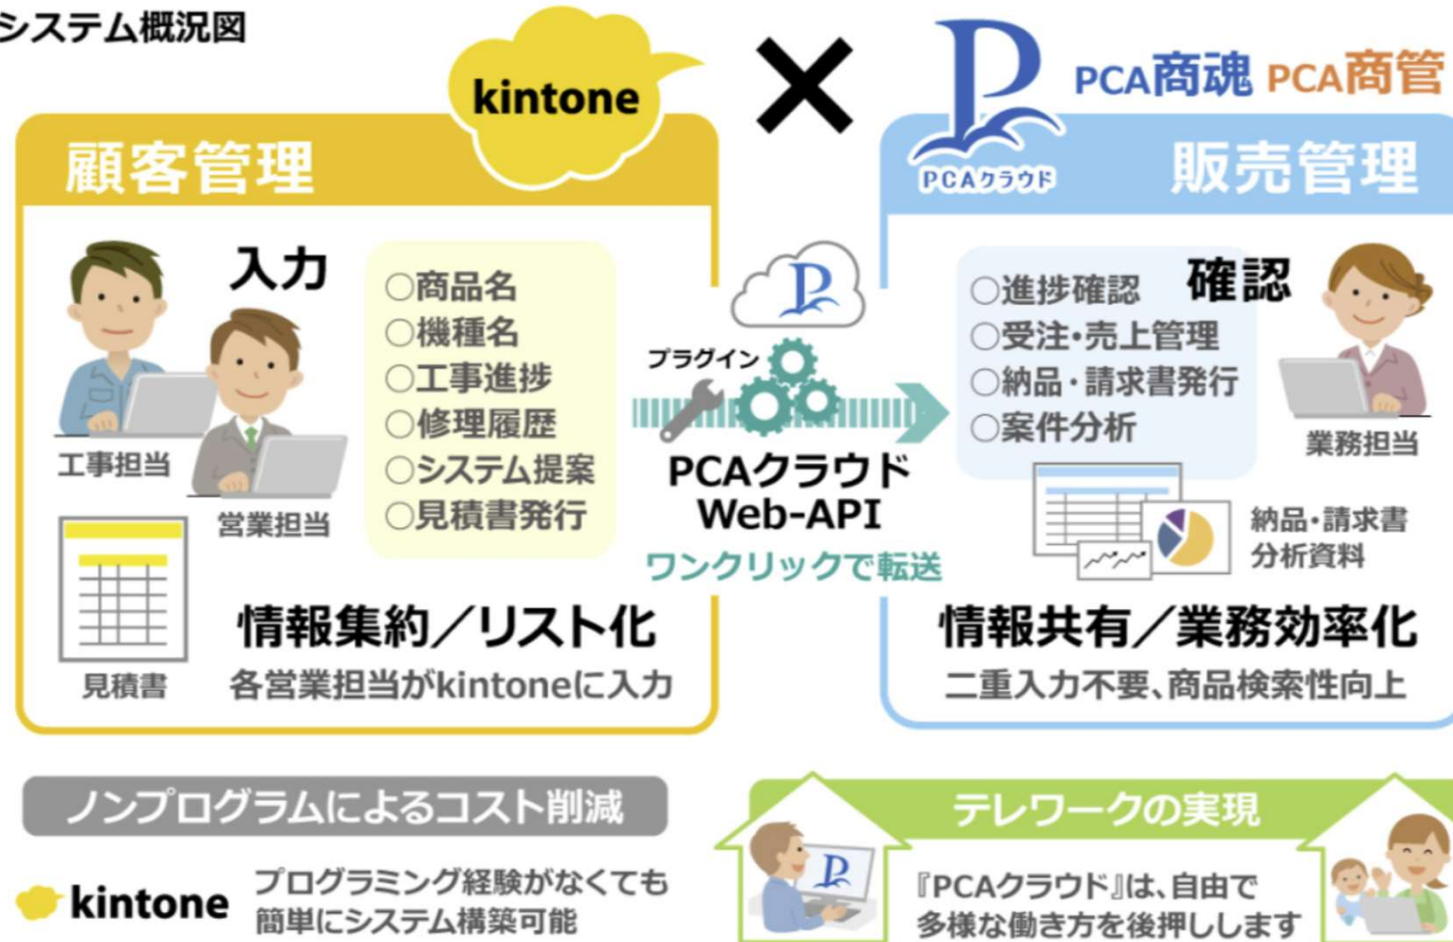 システム概況図
kintone
PCA商魂 PCA商管
PCAクラウド
顧客管理
販売管理
入力
○商品名
○機種名
○工事進捗
○修理履歴
○システム提案
○見積書発行
工事担当
営業担当
見積書
情報集約／リスト化
各営業担当がkintoneに入力
プラグイン
PCAクラウド
Web-API
ワンクリックで転送
確認
○進捗確認
○受注・売上管理
○納品・請求書発行
○案件分析
業務担当
納品・請求書
分析資料
情報共有／業務効率化
二重入力不要、商品検索性向上
ノンプログラムによるコスト削減
kintone
プログラミング経験がなくても
簡単にシステム構築可能
テレワークの実現
『PCAクラウド』は、自由で
多様な働き方を後押しします